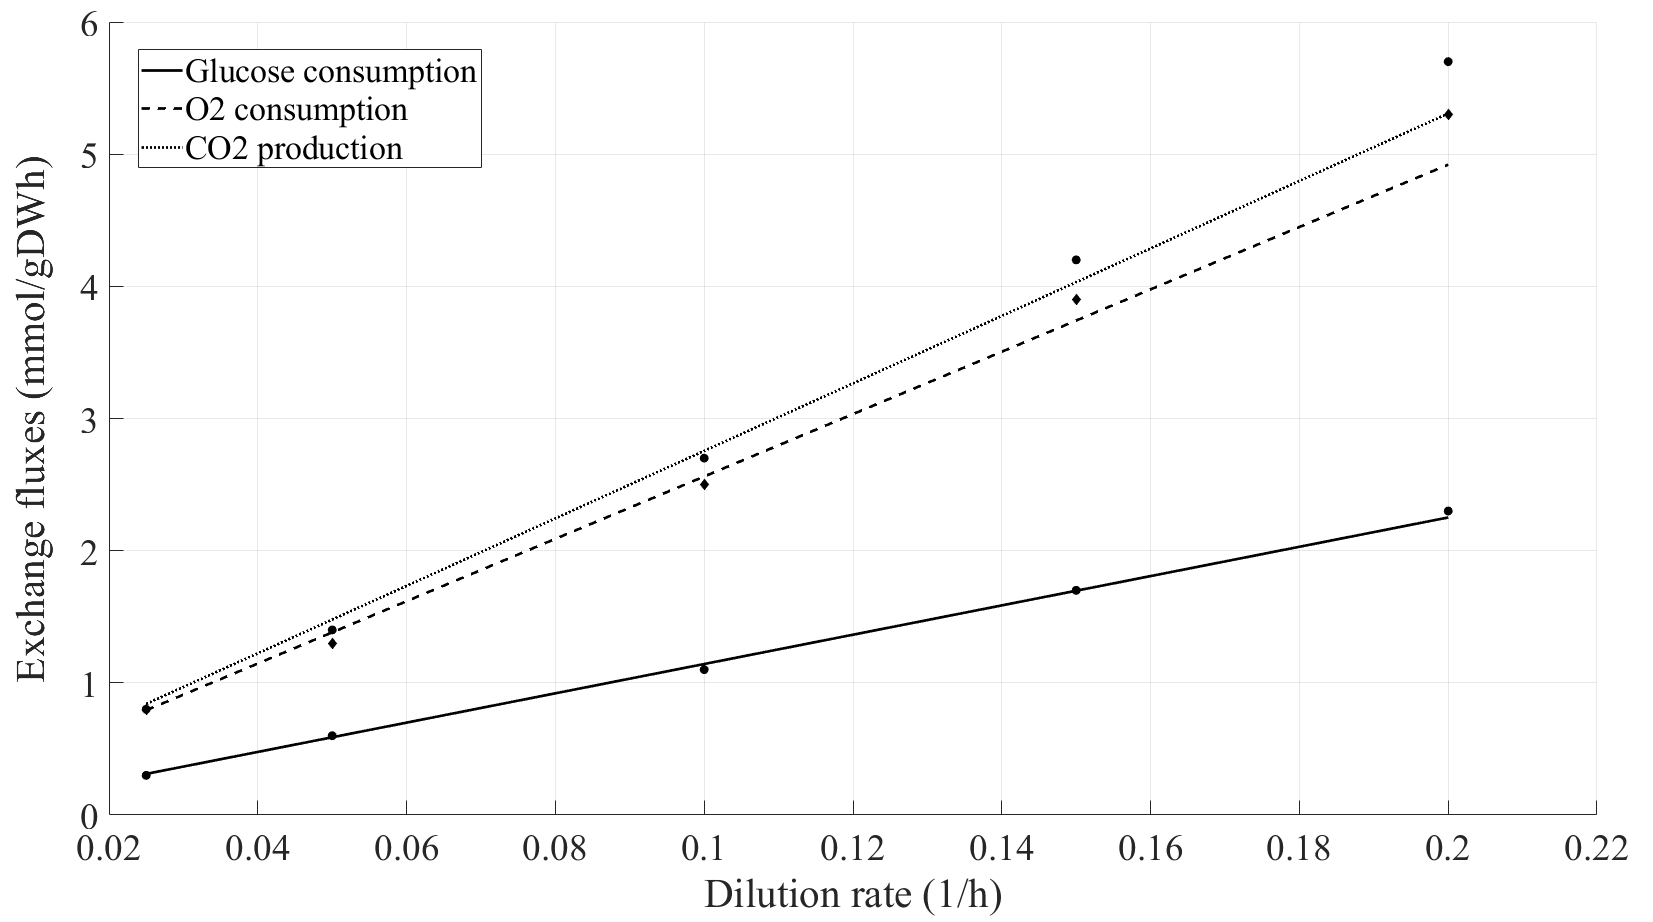 6
5
4
3
2
1
0
Exchange fluxes (mmol/gDWh)
Glucose consumption
O2 consumption
CO2 production
0.02 0.04 0.06 0.08 0.1 0.12 0.14 0.16 0.18 0.2 0.22
Dilution rate (1/h)